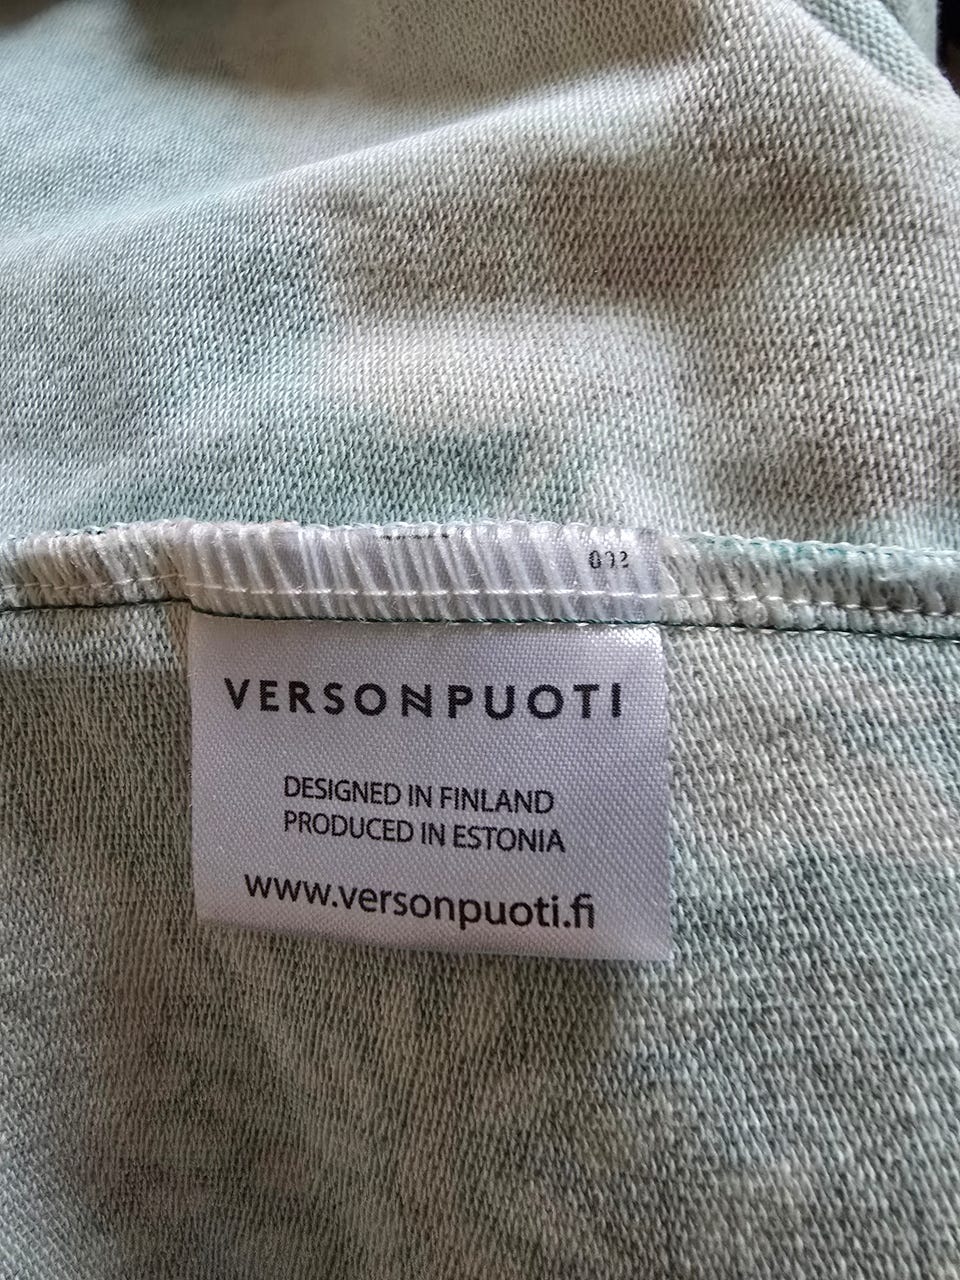 VERSONPUOTI
DESIGNED IN FINLAND
PRODUCED IN ESTONIA
www.versonpuoti.fi